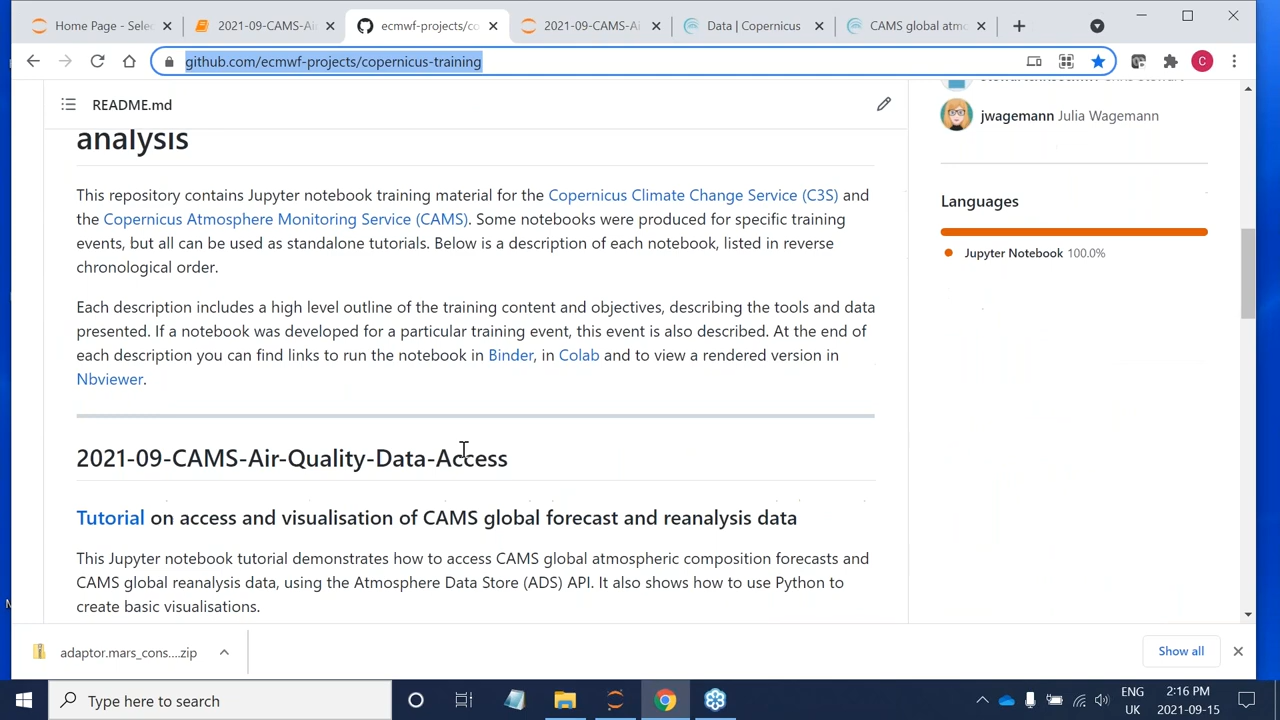 Home Page - Sele
2021-09-CAMS-Ai
ecmwf-projects/co
2021-09-CAMS-Ai
Data | Copernicus
CAMS global atm
github.com/ecmwf-projects/copernicus-training
C
README.md
analysis
This repository contains Jupyter notebook training material for the Copernicus Climate Change Service (C3S) and
the Copernicus Atmosphere Monitoring Service (CAMS). Some notebooks were produced for specific training
events, but all can be used as standalone tutorials. Below is a description of each notebook, listed in reverse
chronological order.
Each description includes a high level outline of the training content and objectives, describing the tools and data
presented. If a notebook was developed for a particular training event, this event is also described. At the end of
each description you can find links to run the notebook in Binder, in Colab and to view a rendered version in
Nbviewer.
2021-09-CAMS-Air-Quality-Data-Access
Tutorial on access and visualisation of CAMS global forecast and reanalysis data
This Jupyter notebook tutorial demonstrates how to access CAMS global atmospheric composition forecasts and
CAMS global reanalysis data, using the Atmosphere Data Store (ADS) API. It also shows how to use Python to
create basic visualisations.
jwagemann Julia Wagemann
Languages
Jupyter Notebook 100.0%
adaptor.mars_cons....zip
Show all
Type here to search
ENG
UK
2:16 PM
2021-09-15